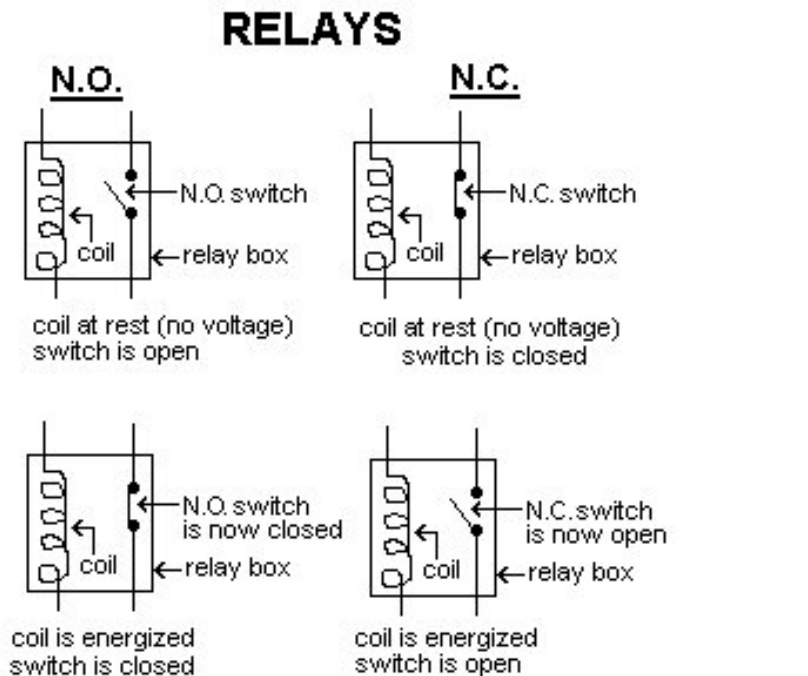 RELAYS
N.O.
N.C.
N.O. switch
coil
relay box
coil at rest (no voltage)
switch is open
N.C. switch
coil
relay box
coil at rest (no voltage)
switch is closed
N.O. switch
is now closed
coil
relay box
coil is energized
switch is closed
N.C. switch
is now open
coil
relay box
coil is energized
switch is open